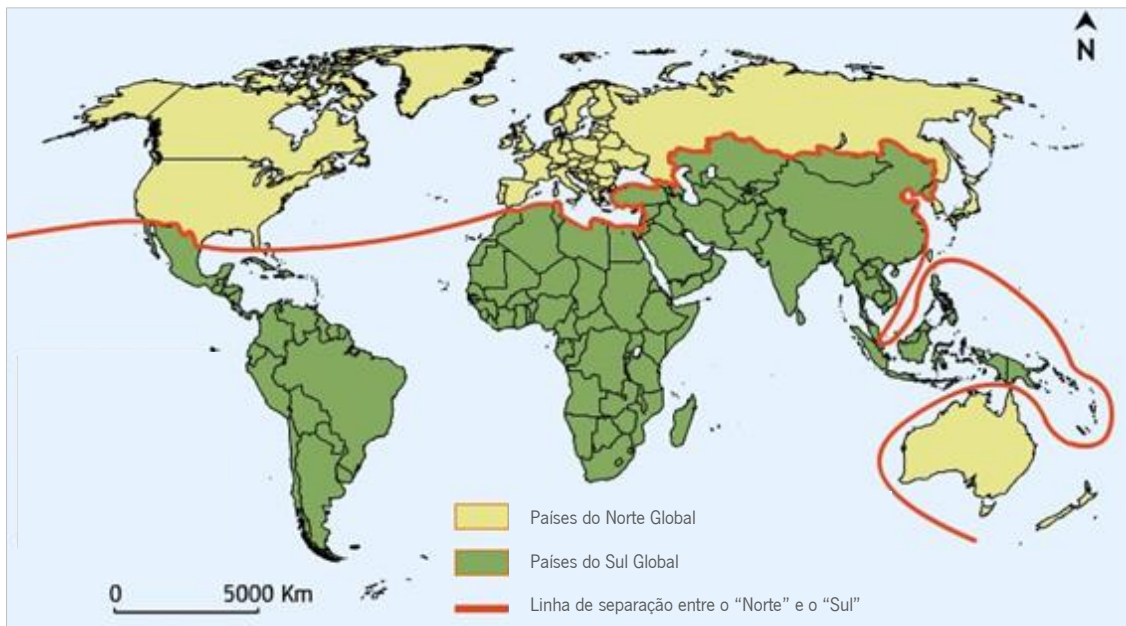 N
Países do Norte Global
Países do Sul Global
0 5000 Km
Linha de separação entre o “Norte” e o “Sul”